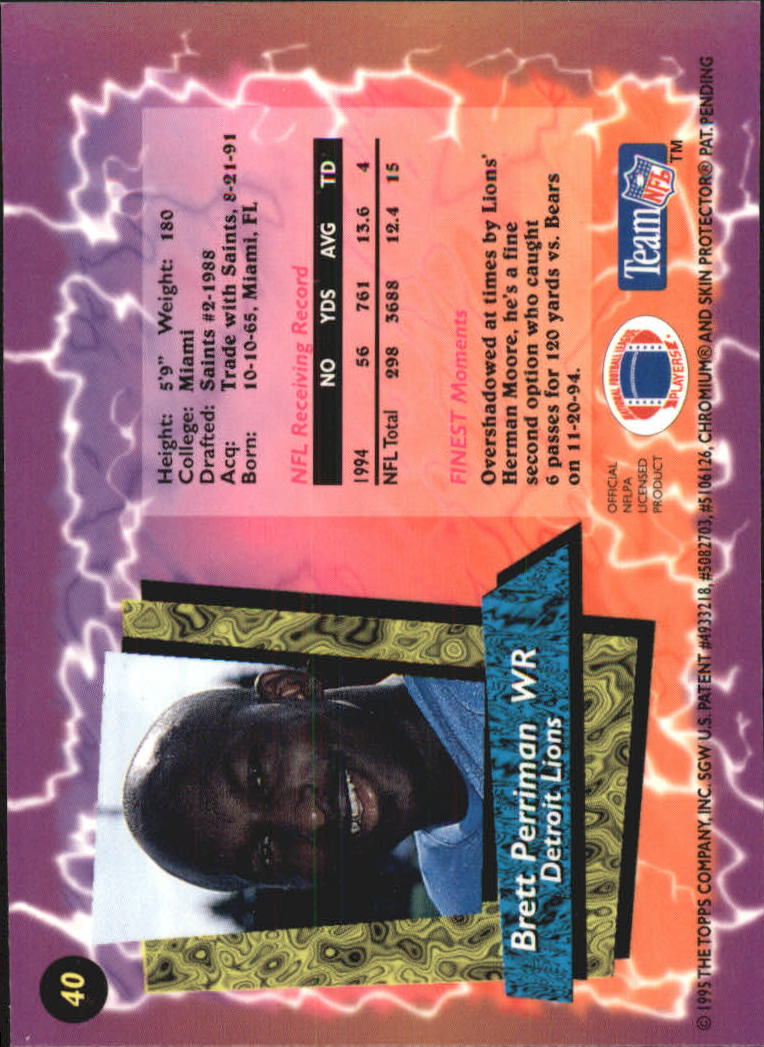 40
Brett Perriman WR
Detroit Lions
Height: 5'9" Weight: 180
College: Miami
Drafted: Saints #2-1988
Acq: Trade with Saints, 8-21-91
Born: 10-10-65, Miami, FL
NFL Receiving Record
NO YDS AVG TD
1994 56 761 13.6 4
NFL Total 298 3688 12.4 15
FINEST Moments
Overshadowed at times by Lions'
Herman Moore, he's a fine
second option who caught
6 passes for 120 yards vs. Bears
on 11-20-94.
OFFICIAL
NFLPA
LICENSED
PRODUCT
NATIONAL FOOTBALL LEAGUE
PLAYERS
Team NFL TM
© 1995 THE TOPPS COMPANY, INC. SGW U.S. PATENT #4933218, #5082703, #5106126, CHROMIUM® AND SKIN PROTECTOR® PAT. PENDING